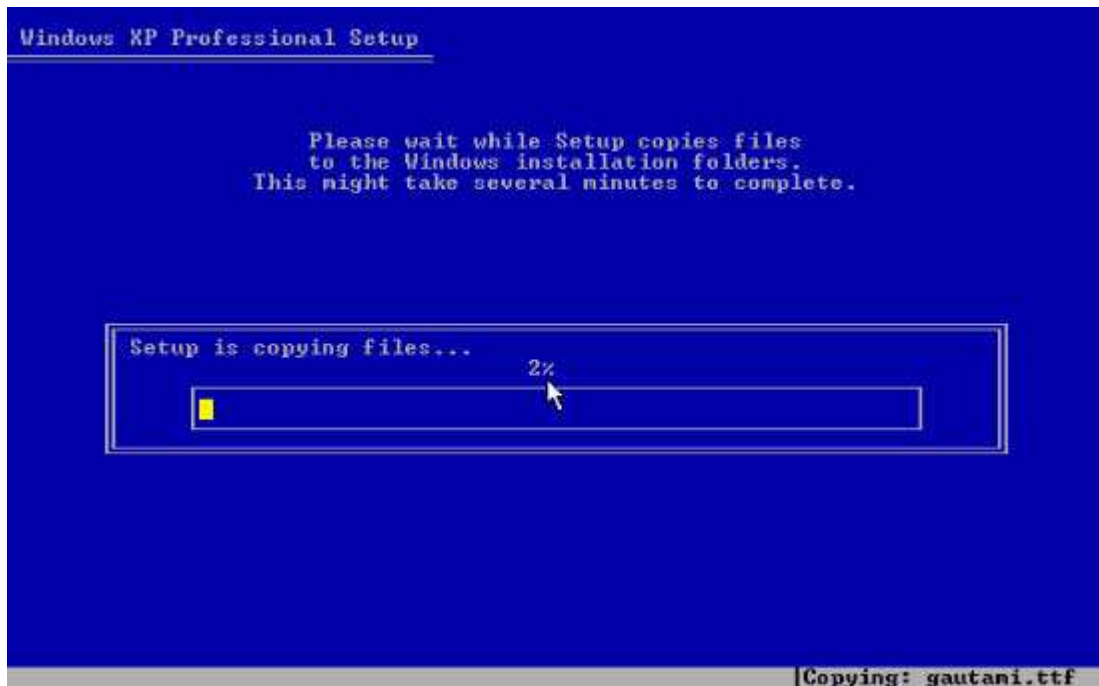 Windows XP Professional Setup
Please wait while Setup copies files
to the Windows installation folders.
This might take several minutes to complete.
Setup is copying files...
2%
Copying: gautami.ttf